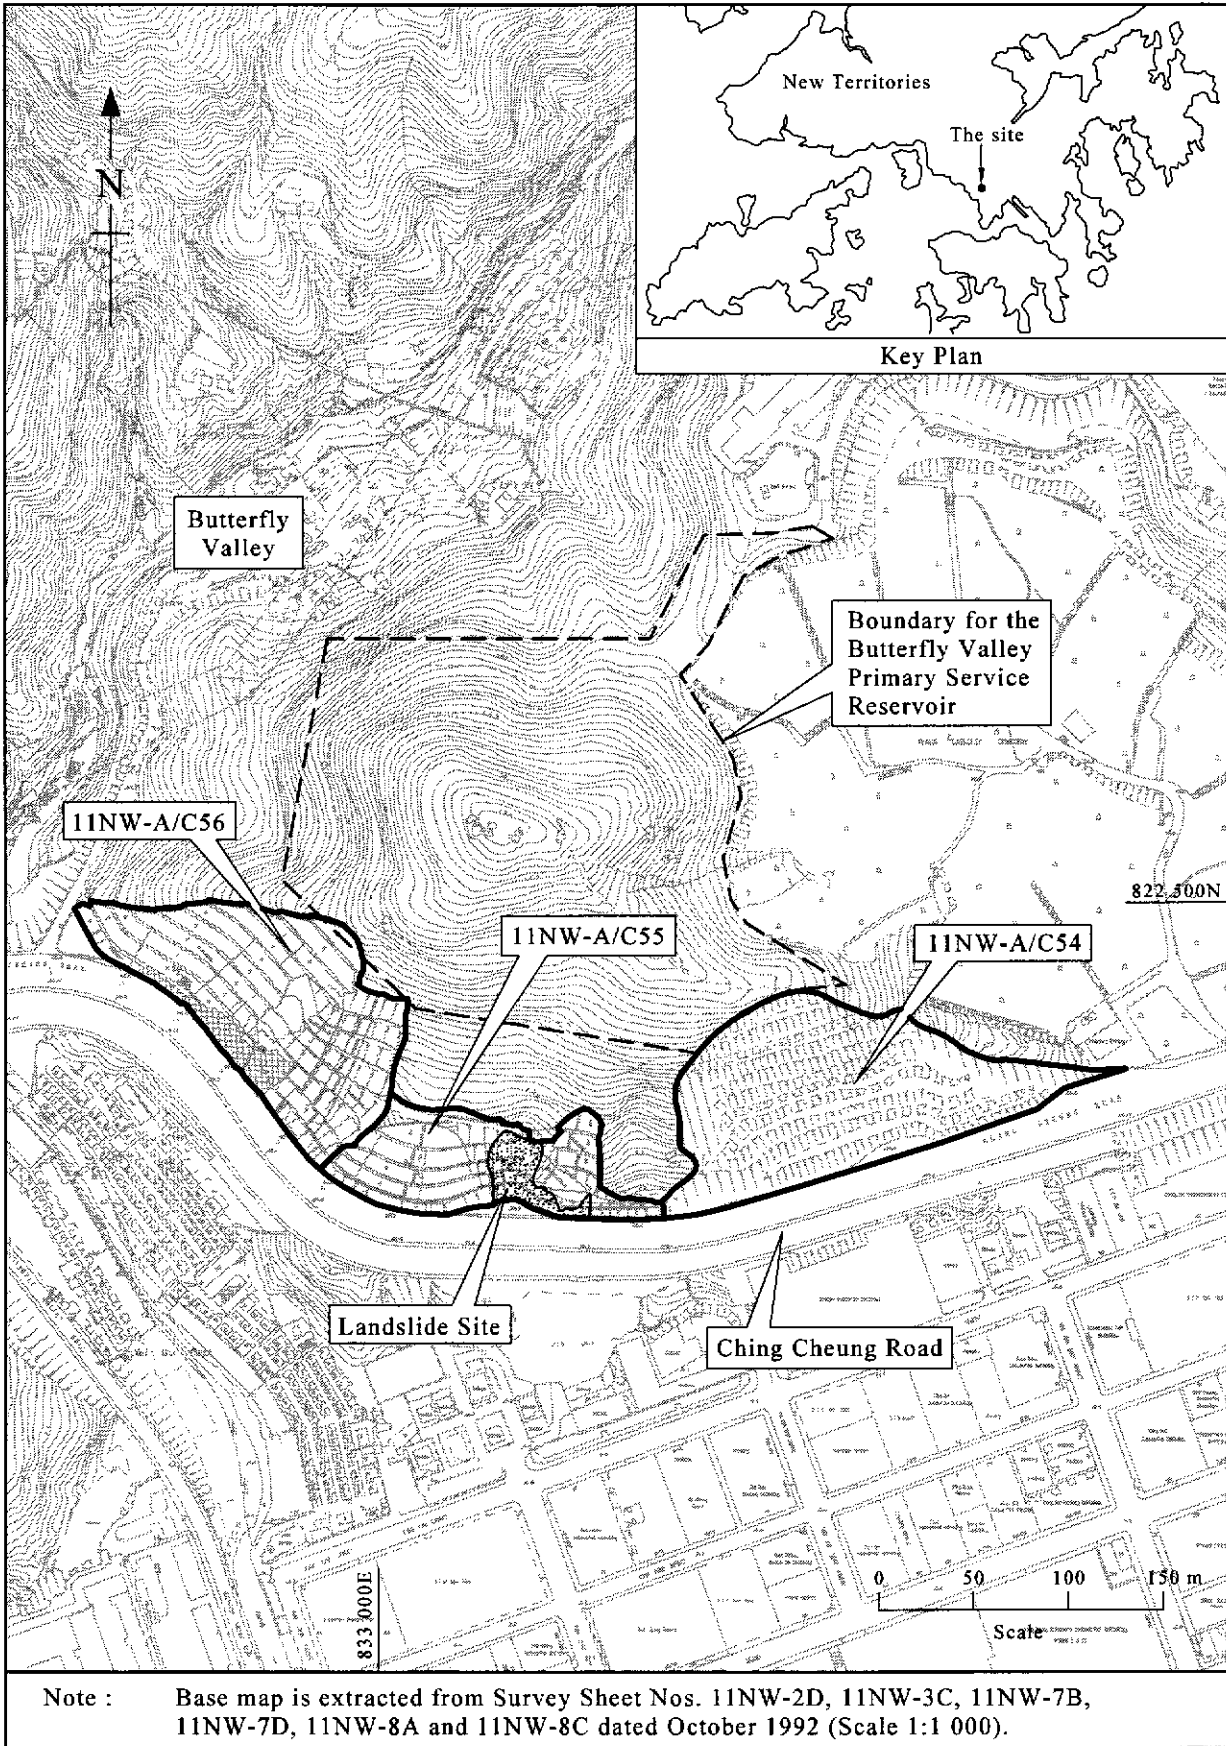 New Territories
The site
Key Plan
N
Butterfly
Valley
Boundary for the
Butterfly Valley
Primary Service
Reservoir
11NW-A/C56
822 500N
11NW-A/C55
11NW-A/C54
Landslide Site
Ching Cheung Road
833 000E
0 50 100 150 m
Scale
Note : Base map is extracted from Survey Sheet Nos. 11NW-2D, 11NW-3C, 11NW-7B,
11NW-7D, 11NW-8A and 11NW-8C dated October 1992 (Scale 1:1 000).